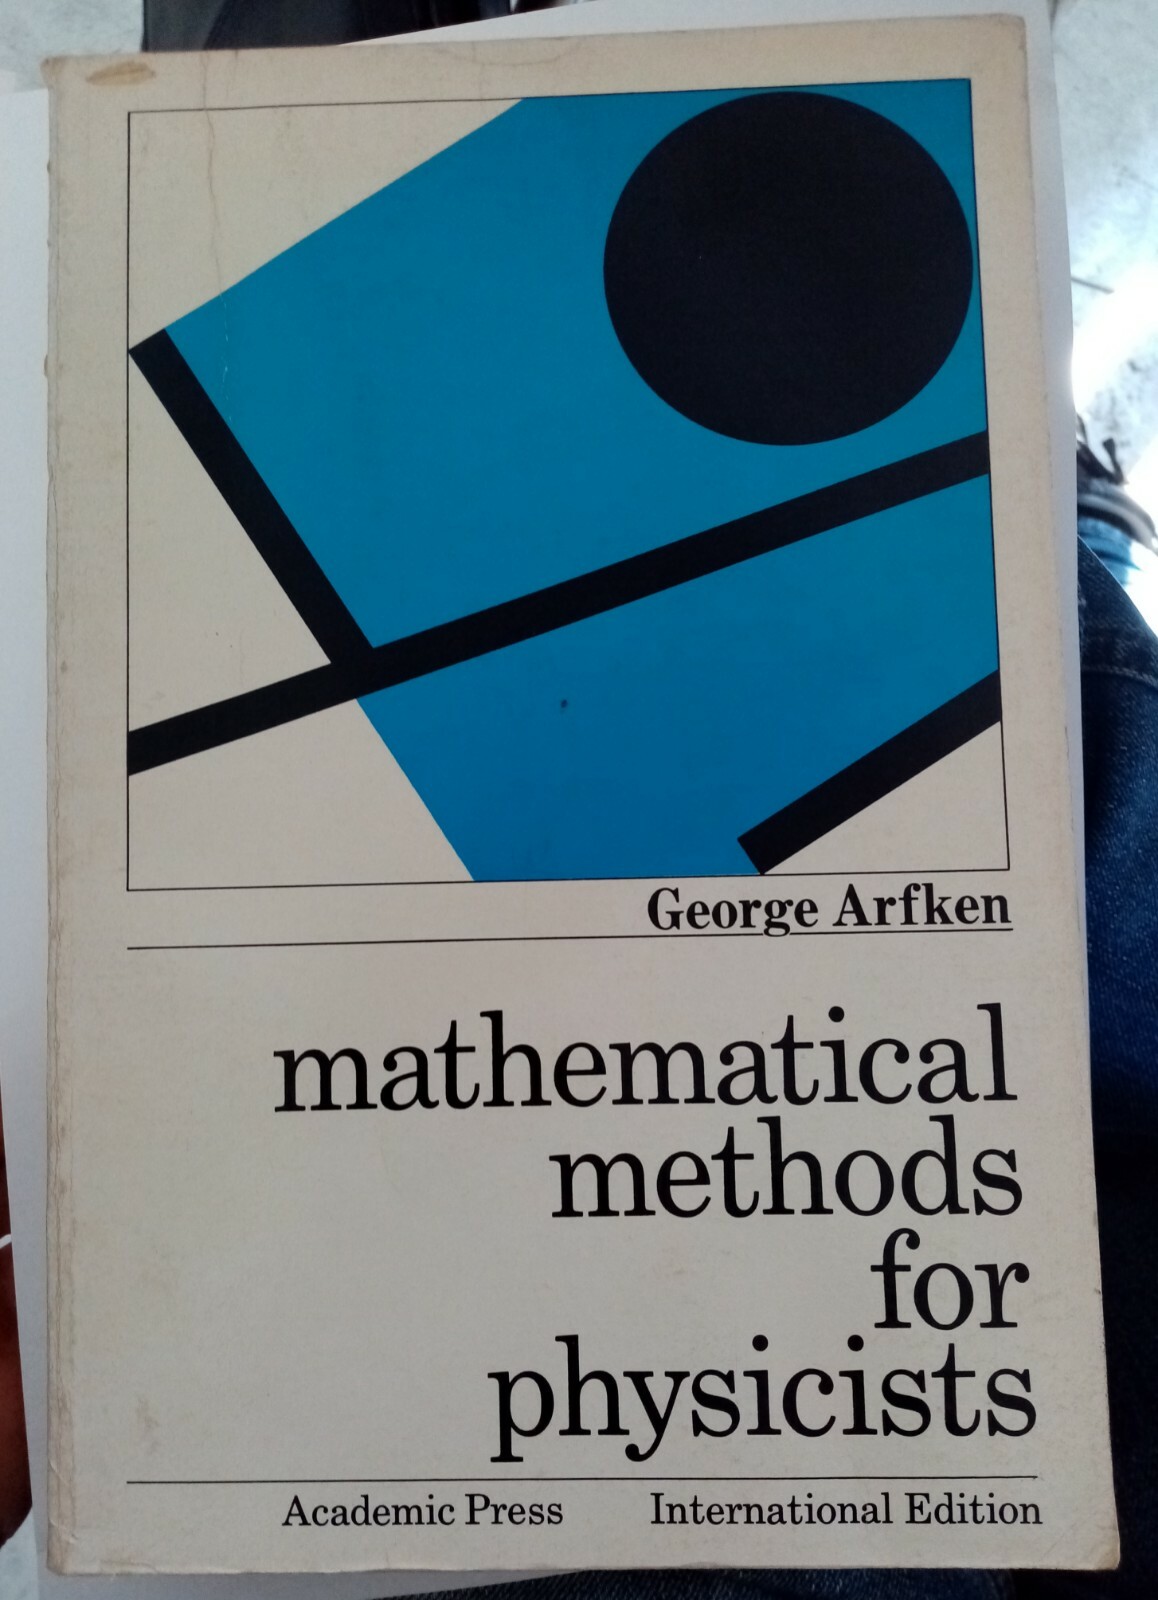 George Arfken
mathematical
methods
for
physicists
Academic Press International Edition